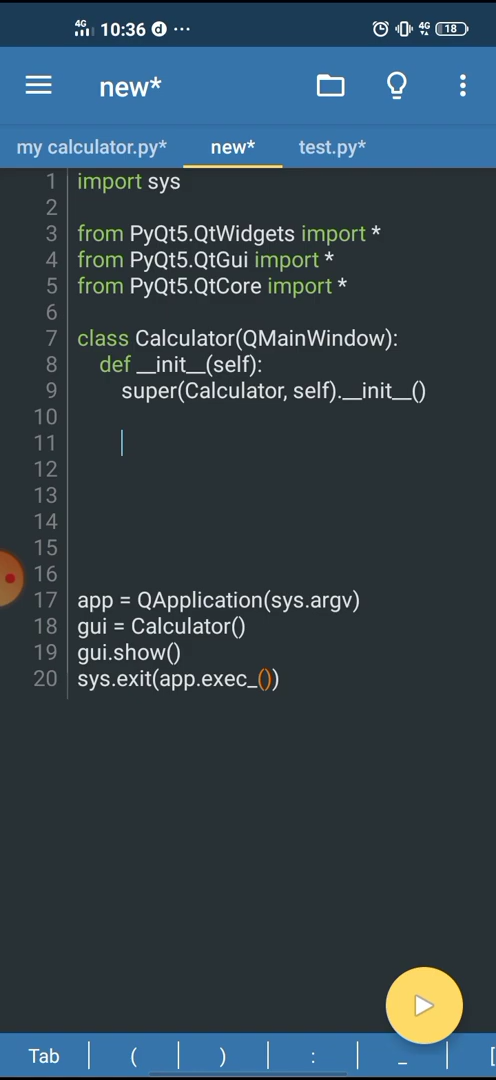 4G 10:36 d ... 4G 18
new*
my calculator.py* new* test.py*
1 import sys
2
3 from PyQt5.QtWidgets import *
4 from PyQt5.QtGui import *
5 from PyQt5.QtCore import *
6
7 class Calculator(QMainWindow):
8 def __init__(self):
9 super(Calculator, self).__init__()
10
11
12
13
14
15
16
17 app = QApplication(sys.argv)
18 gui = Calculator()
19 gui.show()
20 sys.exit(app.exec_())
Tab ( ) : _ [